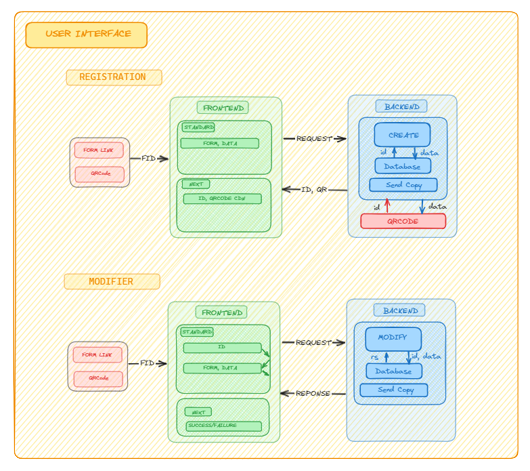 USER INTERFACE
REGISTRATION
FRONTEND
BACKEND
STANDARD
FORM, DATA
CREATE
REQUEST
FORM LINK
FID
id
data
Database
QRCode
NEXT
Send Copy
ID, QR
ID, QRCODE CDN
id
data
QRCODE
MODIFIER
FRONTEND
BACKEND
STANDARD
MODIFY
REQUEST
ID
FORM LINK
rs
id, data
FID
FORM, DATA
Database
QRCode
Send Copy
REPONSE
NEXT
SUCCESS/FAILURE